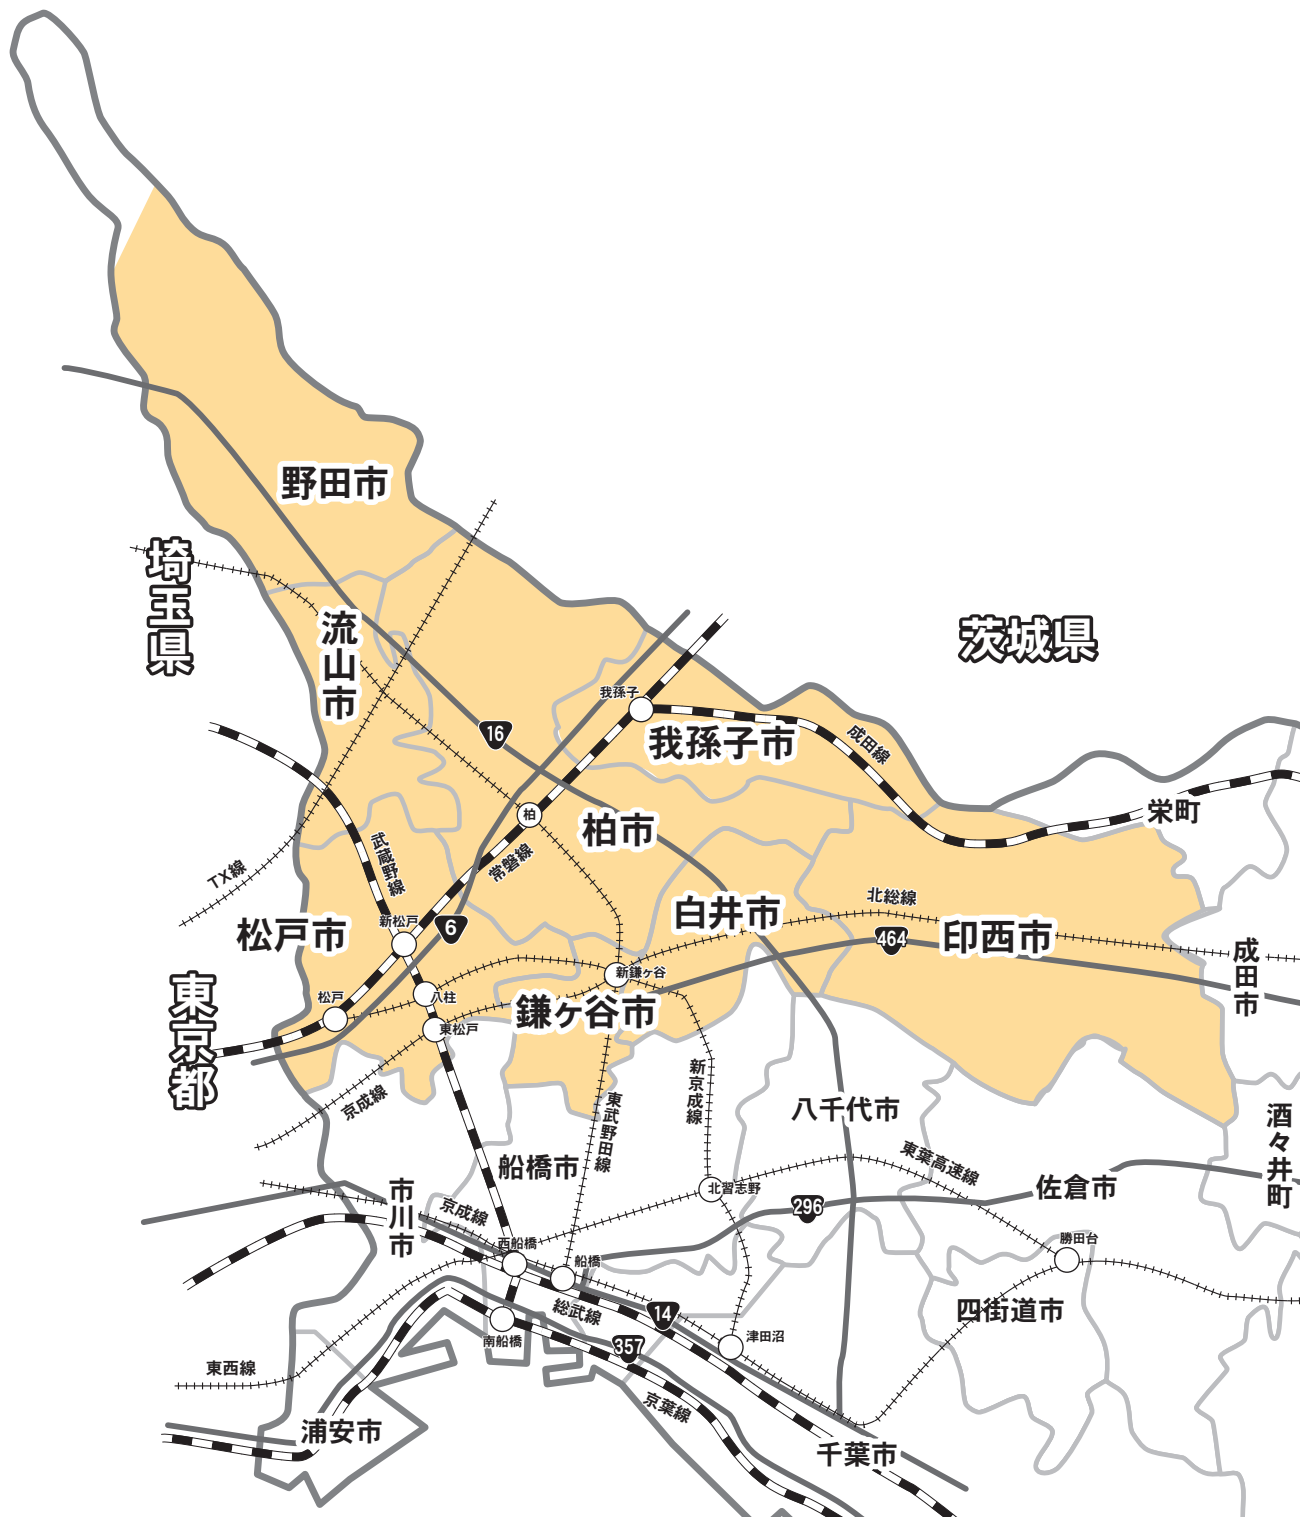 野田市
埼玉県
流山市
茨城県
我孫子
16
我孫子市
成田線
栄町
柏
柏市
武蔵野線
常磐線
TX線
北総線
白井市
新松戸
6
松戸市
464
印西市
成田市
新鎌ヶ谷
東京都
松戸
八柱
鎌ヶ谷市
東松戸
新京成線
京成線
東武野田線
八千代市
酒々井町
東葉高速線
船橋市
市川市
北習志野
佐倉市
296
京成線
西船橋
船橋
勝田台
総武線
14
四街道市
南船橋
357
津田沼
東西線
京葉線
浦安市
千葉市